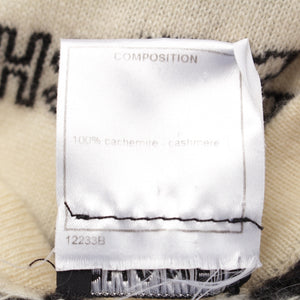 COMPOSITION
100% cachemire - cashmere
12233B